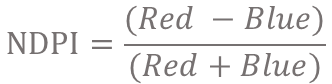 NDPI = (Red − Blue) / (Red + Blue)